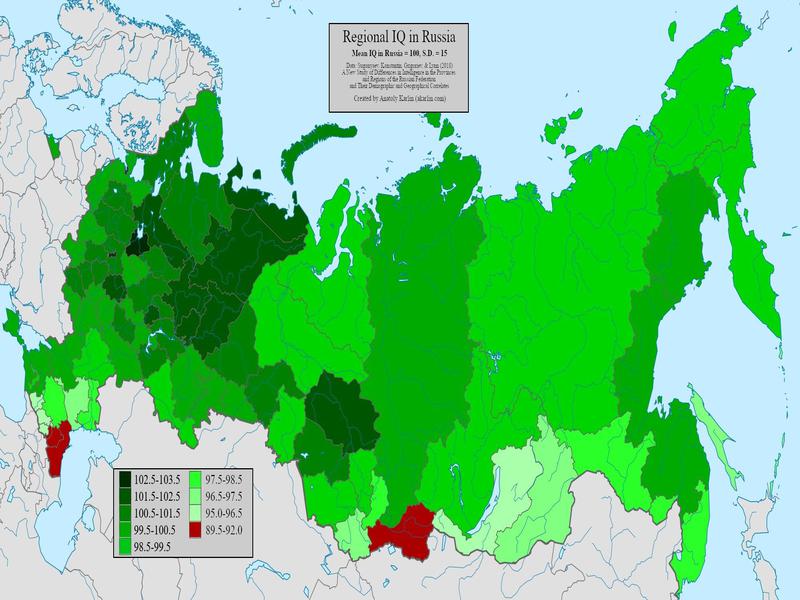 Regional IQ in Russia
Mean IQ in Russia = 100, S.D. = 15
Data: Sugonyaev, Konstantin, Grigoriev & Lynn (2018)
A New Study of Differences in Intelligence in the Provinces
and Regions of the Russian Federation
and Their Demographic and Geographical Correlates
Created by Anatoly Karlin (akarlin.com)
102.5-103.5
101.5-102.5
100.5-101.5
99.5-100.5
98.5-99.5
97.5-98.5
96.5-97.5
95.0-96.5
89.5-92.0